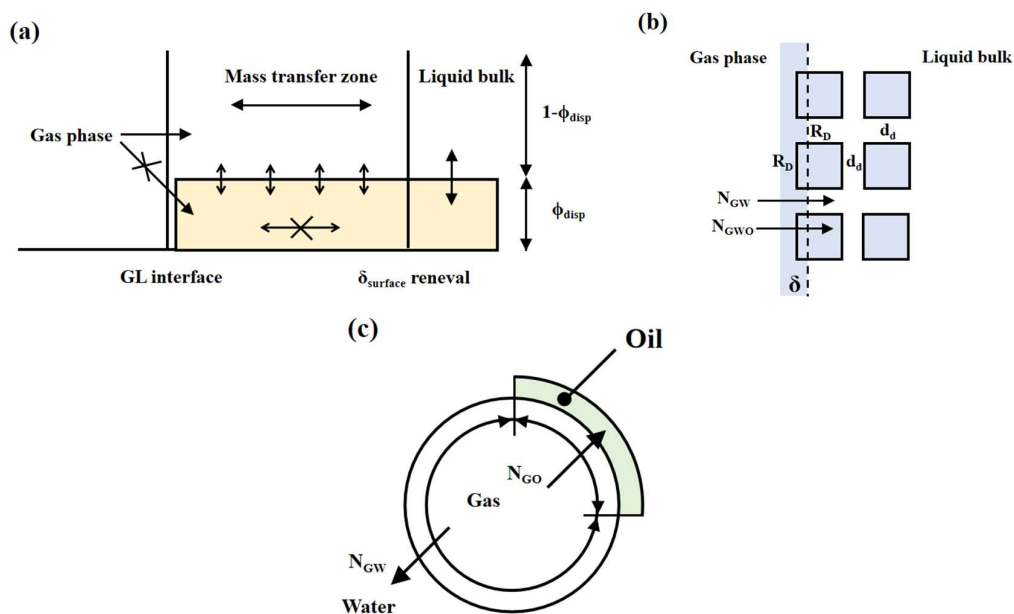 (a)
Mass transfer zone
Liquid bulk
1-ϕdisp
Gas phase
ϕdisp
GL interface
δsurface reneval
(b)
Gas phase
Liquid bulk
RD
dd
RD
dd
NGW
NGWO
δ
(c)
Oil
NGO
Gas
NGW
Water